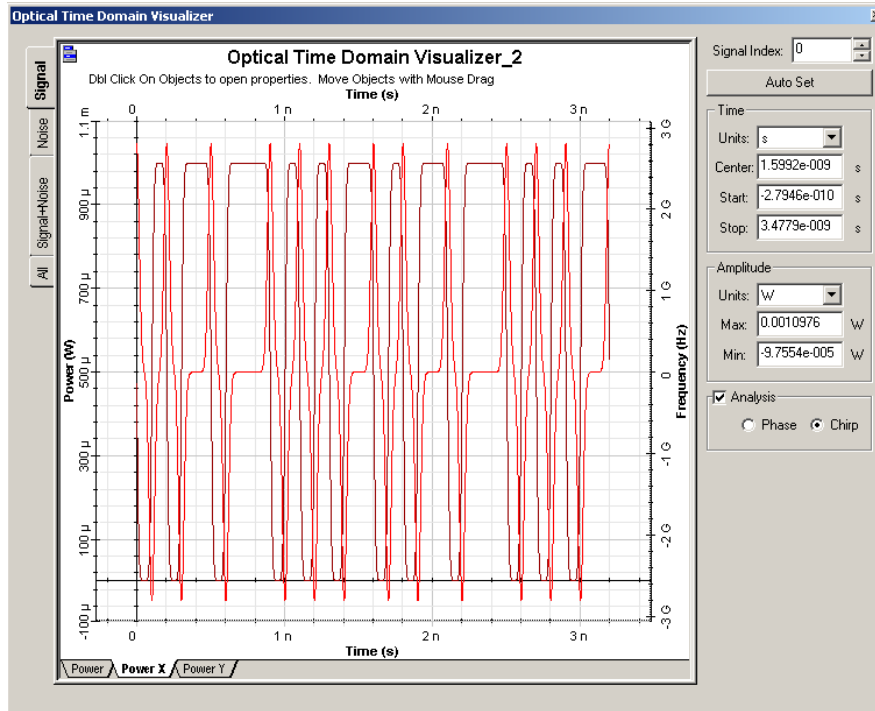 Optical Time Domain Visualizer
Signal Index: 0
Auto Set
Signal
Noise
Signal+Noise
All
Optical Time Domain Visualizer_2
Dbl Click On Objects to open properties. Move Objects with Mouse Drag
Time (s)
0 1 n 2 n 3 n
Power (W)
1.1 m
900 µ
700 µ
500 µ
300 µ
100 µ
-100 µ
Frequency (Hz)
3 G
2 G
1 G
0
-1 G
-2 G
-3 G
0 1 n 2 n 3 n
Time (s)
Power Power X Power Y
Time
Units: s
Center: 1.5992e-009 s
Start: -2.7946e-010 s
Stop: 3.4779e-009 s
Amplitude
Units: W
Max: 0.0010976 W
Min: -9.7554e-005 W
Analysis
Phase Chirp